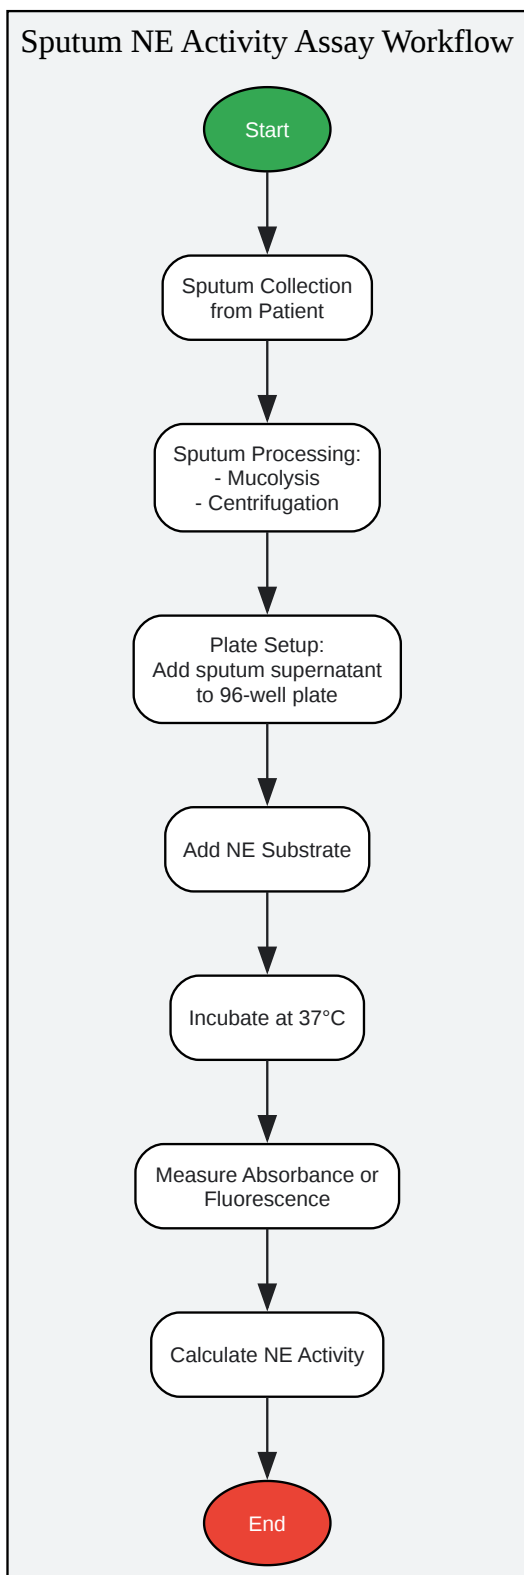 Sputum NE Activity Assay Workflow
Start
Sputum Collection
from Patient
Sputum Processing:
- Mucolysis
- Centrifugation
Plate Setup:
Add sputum supernatant
to 96-well plate
Add NE Substrate
Incubate at 37°C
Measure Absorbance or
Fluorescence
Calculate NE Activity
End